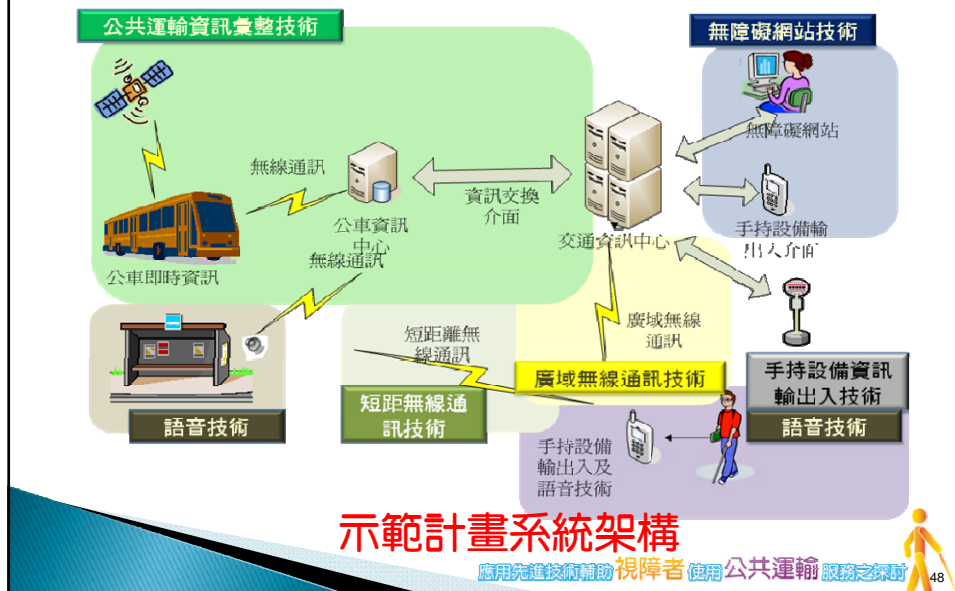 公共運輸資訊彙整技術
無障礙網站技術
無障礙網站
無線通訊
資訊交換
介面
公車資訊
中心
交通資訊中心
手持設備輸
出入介面
無線通訊
公車即時資訊
短距離無
線通訊
廣域無線
通訊
廣域無線通訊技術
手持設備資訊
輸出入技術
短距無線通
訊技術
語音技術
語音技術
手持設備
輸出入及
語音技術
示範計畫系統架構
應用先進技術輔助視障者使用公共運輸服務之探討
48